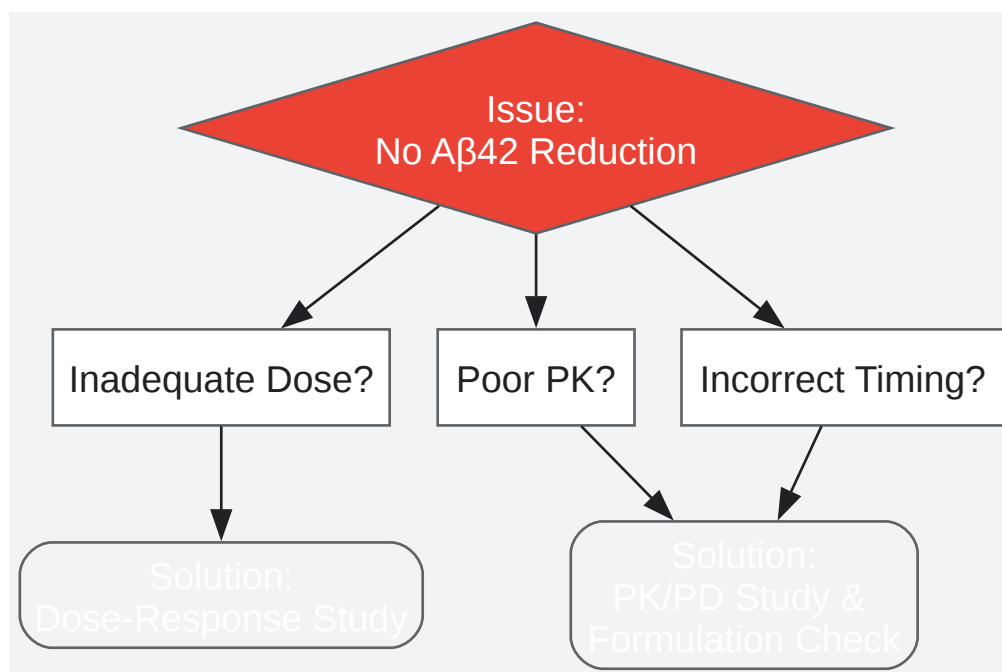 Issue:
No Aβ42 Reduction
Inadequate Dose?
Poor PK?
Incorrect Timing?
Solution:
Dose-Response Study
Solution:
PK/PD Study &
Formulation Check